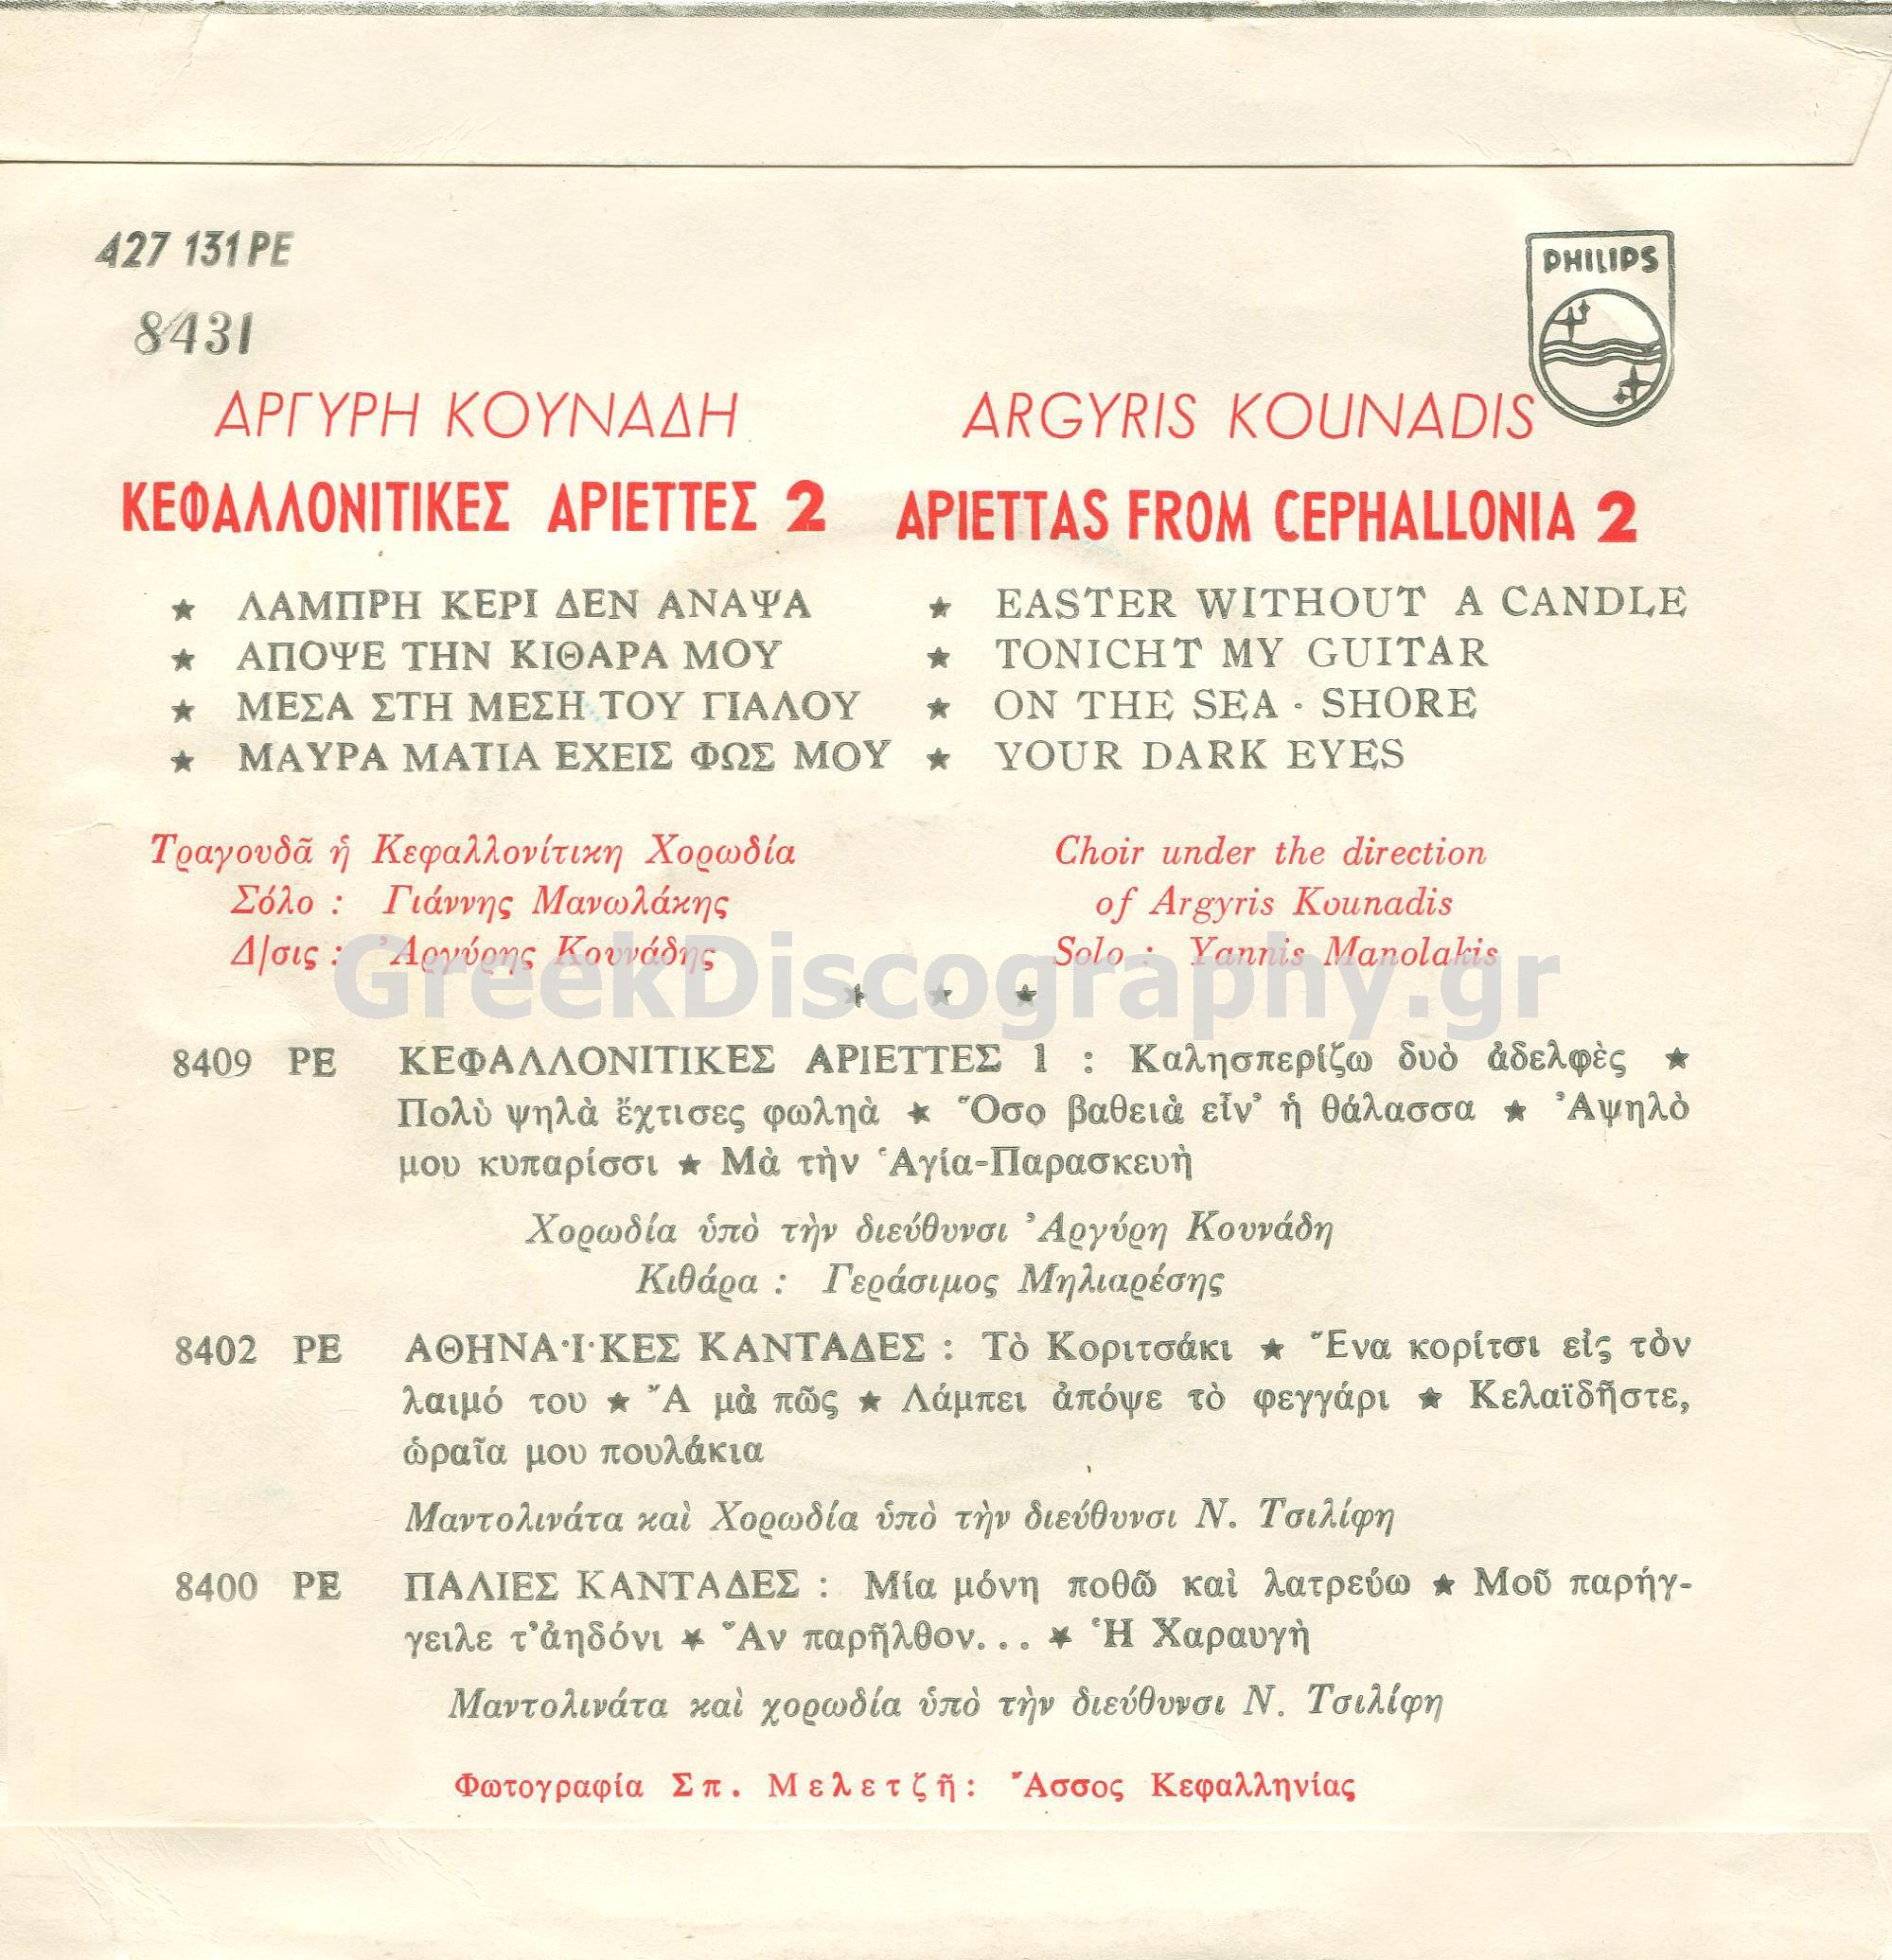 427 131 PE
8431
PHILIPS
ΑΡΓΥΡΗ ΚΟΥΝΑΔΗ
ARGYRIS KOUNADIS
ΚΕΦΑΛΛΟΝΙΤΙΚΕΣ ΑΡΙΕΤΤΕΣ 2
APIETTAS FROM CEPHALLONIA 2
★ ΛΑΜΠΡΗ ΚΕΡΙ ΔΕΝ ΑΝΑΨΑ
★ EASTER WITHOUT A CANDLE
★ ΑΠΟΨΕ ΤΗΝ ΚΙΘΑΡΑ ΜΟΥ
★ TONICHT MY GUITAR
★ ΜΕΣΑ ΣΤΗ ΜΕΣΗ ΤΟΥ ΓΙΑΛΟΥ
★ ON THE SEA - SHORE
★ ΜΑΥΡΑ ΜΑΤΙΑ ΕΧΕΙΣ ΦΩΣ ΜΟΥ
★ YOUR DARK EYES
Τραγουδᾶ ἡ Κεφαλλονίτικη Χορωδία
Σόλο : Γιάννης Μανωλάκης
Δ/σις : Ἀργύρης Κουνάδης
Choir under the direction
of Argyris Kounadis
Solo : Yannis Manolakis
GreekDiscography.gr
★ ★ ★
8409 PE ΚΕΦΑΛΛΟΝΙΤΙΚΕΣ ΑΡΙΕΤΤΕΣ 1 : Καλησπερίζω δυὸ ἀδελφὲς ★
Πολὺ ψηλὰ ἔχτισες φωληὰ ★ Ὅσο βαθειὰ εἶν' ἡ θάλασσα ★ Ἀψηλὸ
μου κυπαρίσσι ★ Μὰ τὴν Ἁγία-Παρασκευὴ
Χορωδία ὑπὸ τὴν διεύθυνσι Ἀργύρη Κουνάδη
Κιθάρα : Γεράσιμος Μηλιαρέσης
8402 PE ΑΘΗΝΑ·Ι·ΚΕΣ ΚΑΝΤΑΔΕΣ : Τὸ Κοριτσάκι ★ Ἕνα κορίτσι εἰς τὸν
λαιμό του ★ Ἄ μὰ πῶς ★ Λάμπει ἀπόψε τὸ φεγγάρι ★ Κελαϊδῆστε,
ὡραῖα μου πουλάκια
Μαντολινάτα καὶ Χορωδία ὑπὸ τὴν διεύθυνσι Ν. Τσιλίφη
8400 PE ΠΑΛΙΕΣ ΚΑΝΤΑΔΕΣ : Μία μόνη ποθῶ καὶ λατρεύω ★ Μοῦ παρήγ-
γειλε τ'ἀηδόνι ★ Ἂν παρῆλθον... ★ Ἡ Χαραυγὴ
Μαντολινάτα καὶ χορωδία ὑπὸ τὴν διεύθυνσι Ν. Τσιλίφη
Φωτογραφία Σπ. Μελετζῆ: Ἄσσος Κεφαλληνίας